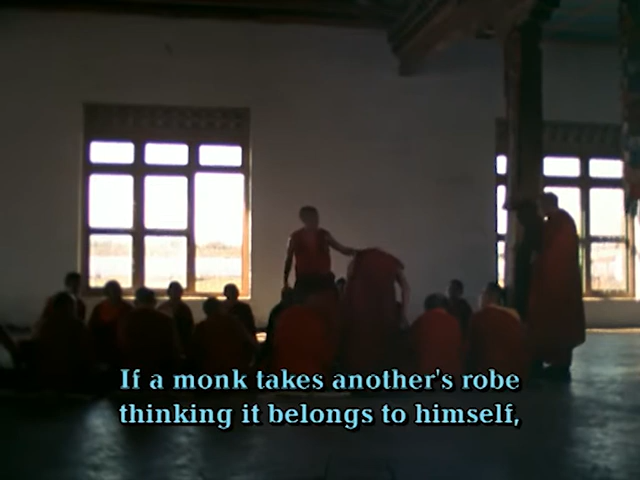 If a monk takes another's robe
thinking it belongs to himself,